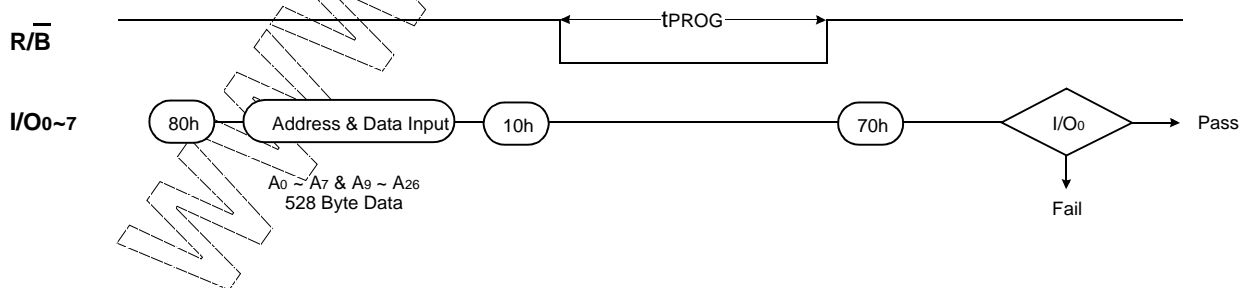 tPROG
R/B
I/O0~7
80h
Address & Data Input
10h
70h
I/O0
Pass
A0 ~ A7 & A9 ~ A26
528 Byte Data
Fail
WWW